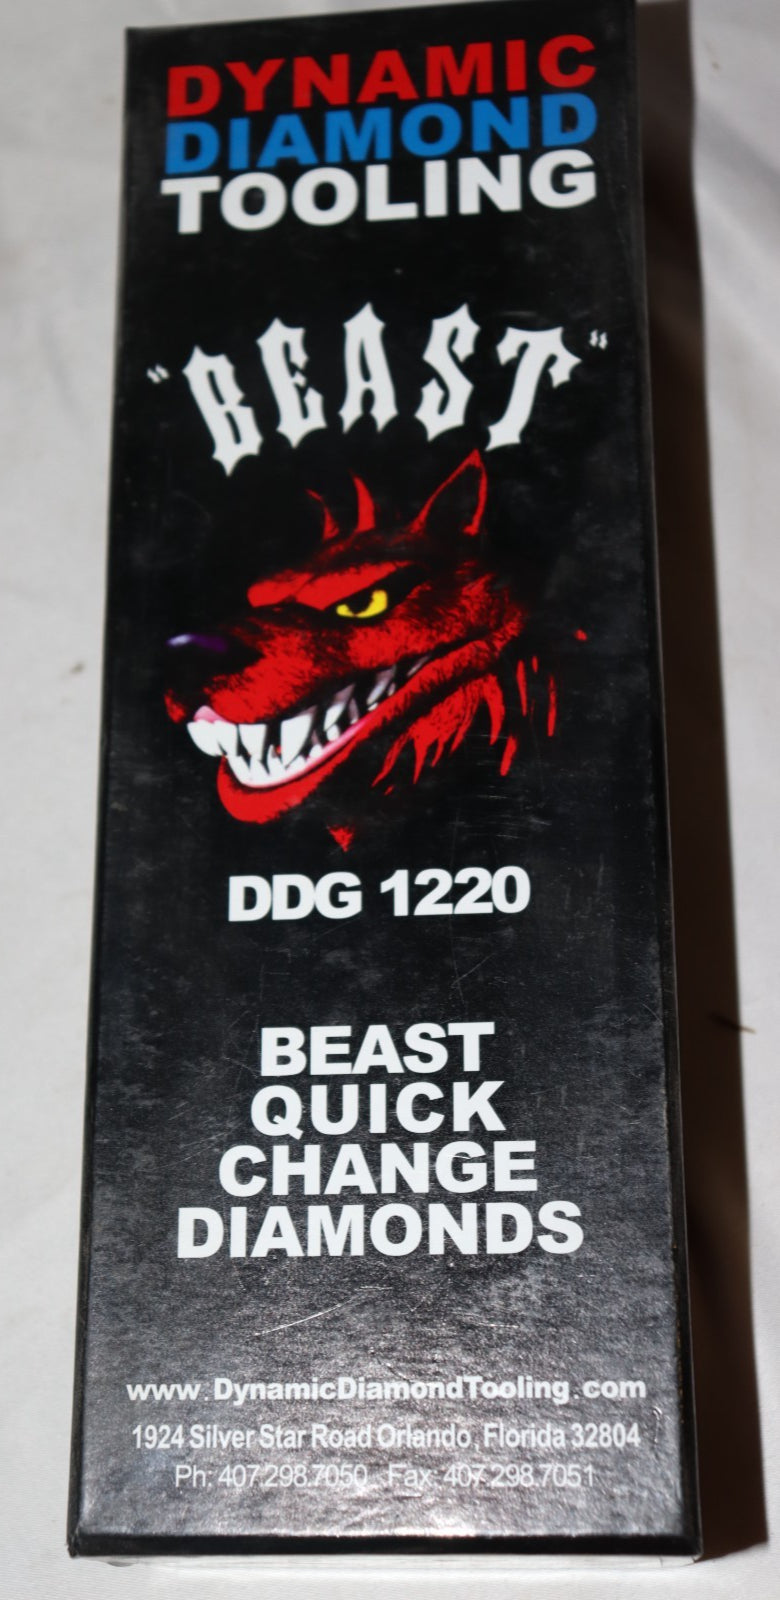 DYNAMIC
DIAMOND
TOOLING
"BEAST"
DDG 1220
BEAST
QUICK
CHANGE
DIAMONDS
www.DynamicDiamondTooling.com
1924 Silver Star Road Orlando, Florida 32804
Ph: 407.298.7050 Fax: 407.298.7051